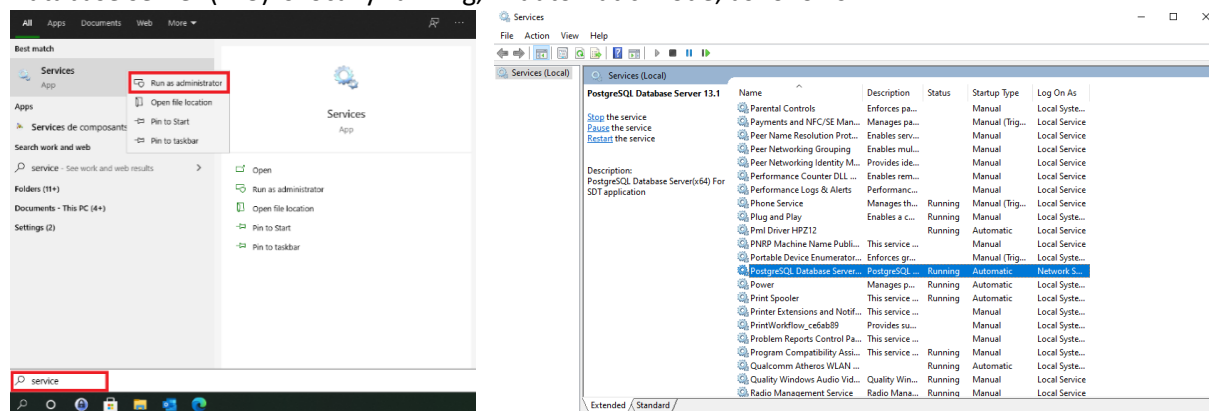 All Apps Documents Web More
Best match
Services
App
Run as administrator
Open file location
Pin to Start
Pin to taskbar
Apps
Services de composants
Search work and web
service - See work and web results
Folders (11+)
Documents - This PC (4+)
Settings (2)
Services
App
Open
Run as administrator
Open file location
Pin to Start
Pin to taskbar
service
Services
File Action View Help
Services (Local)
Services (Local)
PostgreSQL Database Server 13.1
Stop the service
Pause the service
Restart the service
Description:
PostgreSQL Database Server(x64) For
SDT application
Name Description Status Startup Type Log On As
Parental Controls Enforces pa... Manual Local Syste...
Payments and NFC/SE Man... Manages pa... Manual (Trig... Local Service
Peer Name Resolution Prot... Enables serv... Manual Local Service
Peer Networking Grouping Enables mul... Manual Local Service
Peer Networking Identity M... Provides ide... Manual Local Service
Performance Counter DLL ... Enables rem... Manual Local Service
Performance Logs & Alerts Performanc... Manual Local Service
Phone Service Manages th... Running Manual (Trig... Local Service
Plug and Play Enables a c... Running Manual Local Syste...
Pml Driver HPZ12 Running Automatic Local Service
PNRP Machine Name Publi... This service ... Manual Local Service
Portable Device Enumerator... Enforces gr... Manual (Trig... Local Syste...
PostgreSQL Database Server... PostgreSQL ... Running Automatic Network S...
Power Manages p... Running Automatic Local Syste...
Print Spooler This service ... Running Automatic Local Syste...
Printer Extensions and Notif... This service ... Manual Local Syste...
PrintWorkflow_ce6ab89 Provides su... Manual Local Syste...
Problem Reports Control Pa... This service ... Manual Local Syste...
Program Compatibility Assi... This service ... Running Manual Local Syste...
Qualcomm Atheros WLAN ... Running Automatic Local Syste...
Quality Windows Audio Vid... Quality Win... Running Manual Local Service
Radio Management Service Radio Mana... Running Manual Local Service
Extended Standard